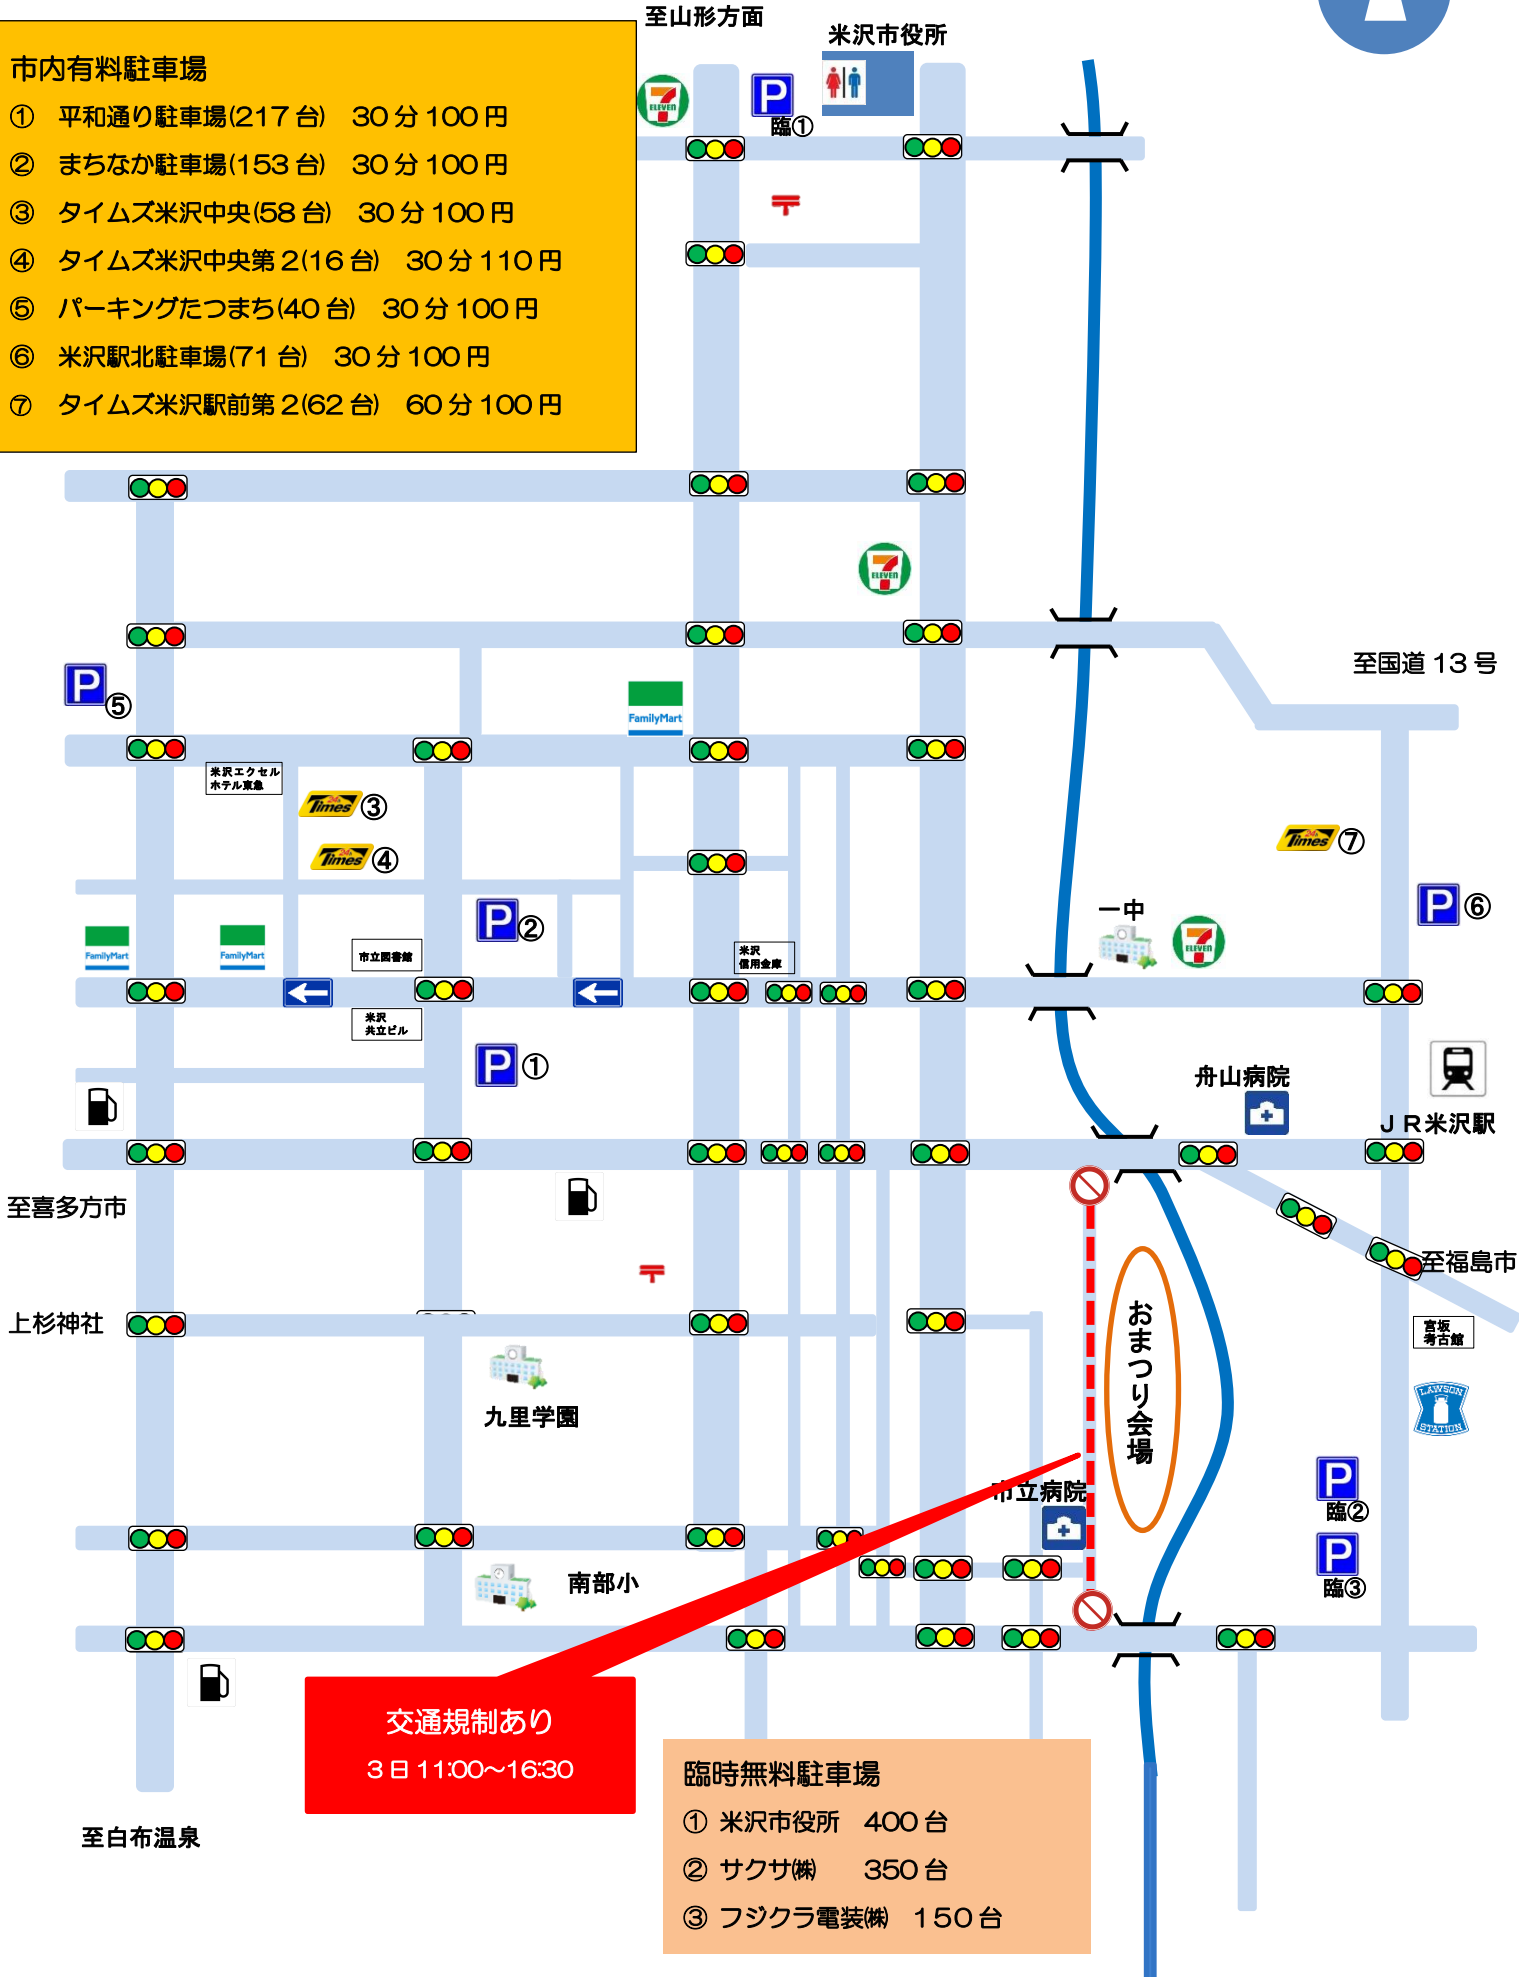 至山形方面
米沢市役所
市内有料駐車場
① 平和通り駐車場(217台) 30分100円
② まちなか駐車場(153台) 30分100円
③ タイムズ米沢中央(58台) 30分100円
④ タイムズ米沢中央第2(16台) 30分110円
⑤ パーキングたつまち(40台) 30分100円
⑥ 米沢駅北駐車場(71台) 30分100円
⑦ タイムズ米沢駅前第2(62台) 60分100円
7
ELEVEN
P
臨①
7
ELEVEN
至国道13号
P
⑤
FamilyMart
米沢エクセル
ホテル東急
24h
Times
③
24h
Times
④
24h
Times
⑦
P
②
P
⑥
一中
7
ELEVEN
FamilyMart
FamilyMart
市立図書館
米沢
信用金庫
米沢
共立ビル
P
①
舟山病院
JR米沢駅
至喜多方市
至福島市
上杉神社
おまつり会場
宮坂
考古館
LAWSON
STATION
九里学園
市立病院
P
臨②
P
臨③
南部小
交通規制あり
3日11:00～16:30
至白布温泉
臨時無料駐車場
① 米沢市役所 400台
② サクサ㈱ 350台
③ フジクラ電装㈱ 150台